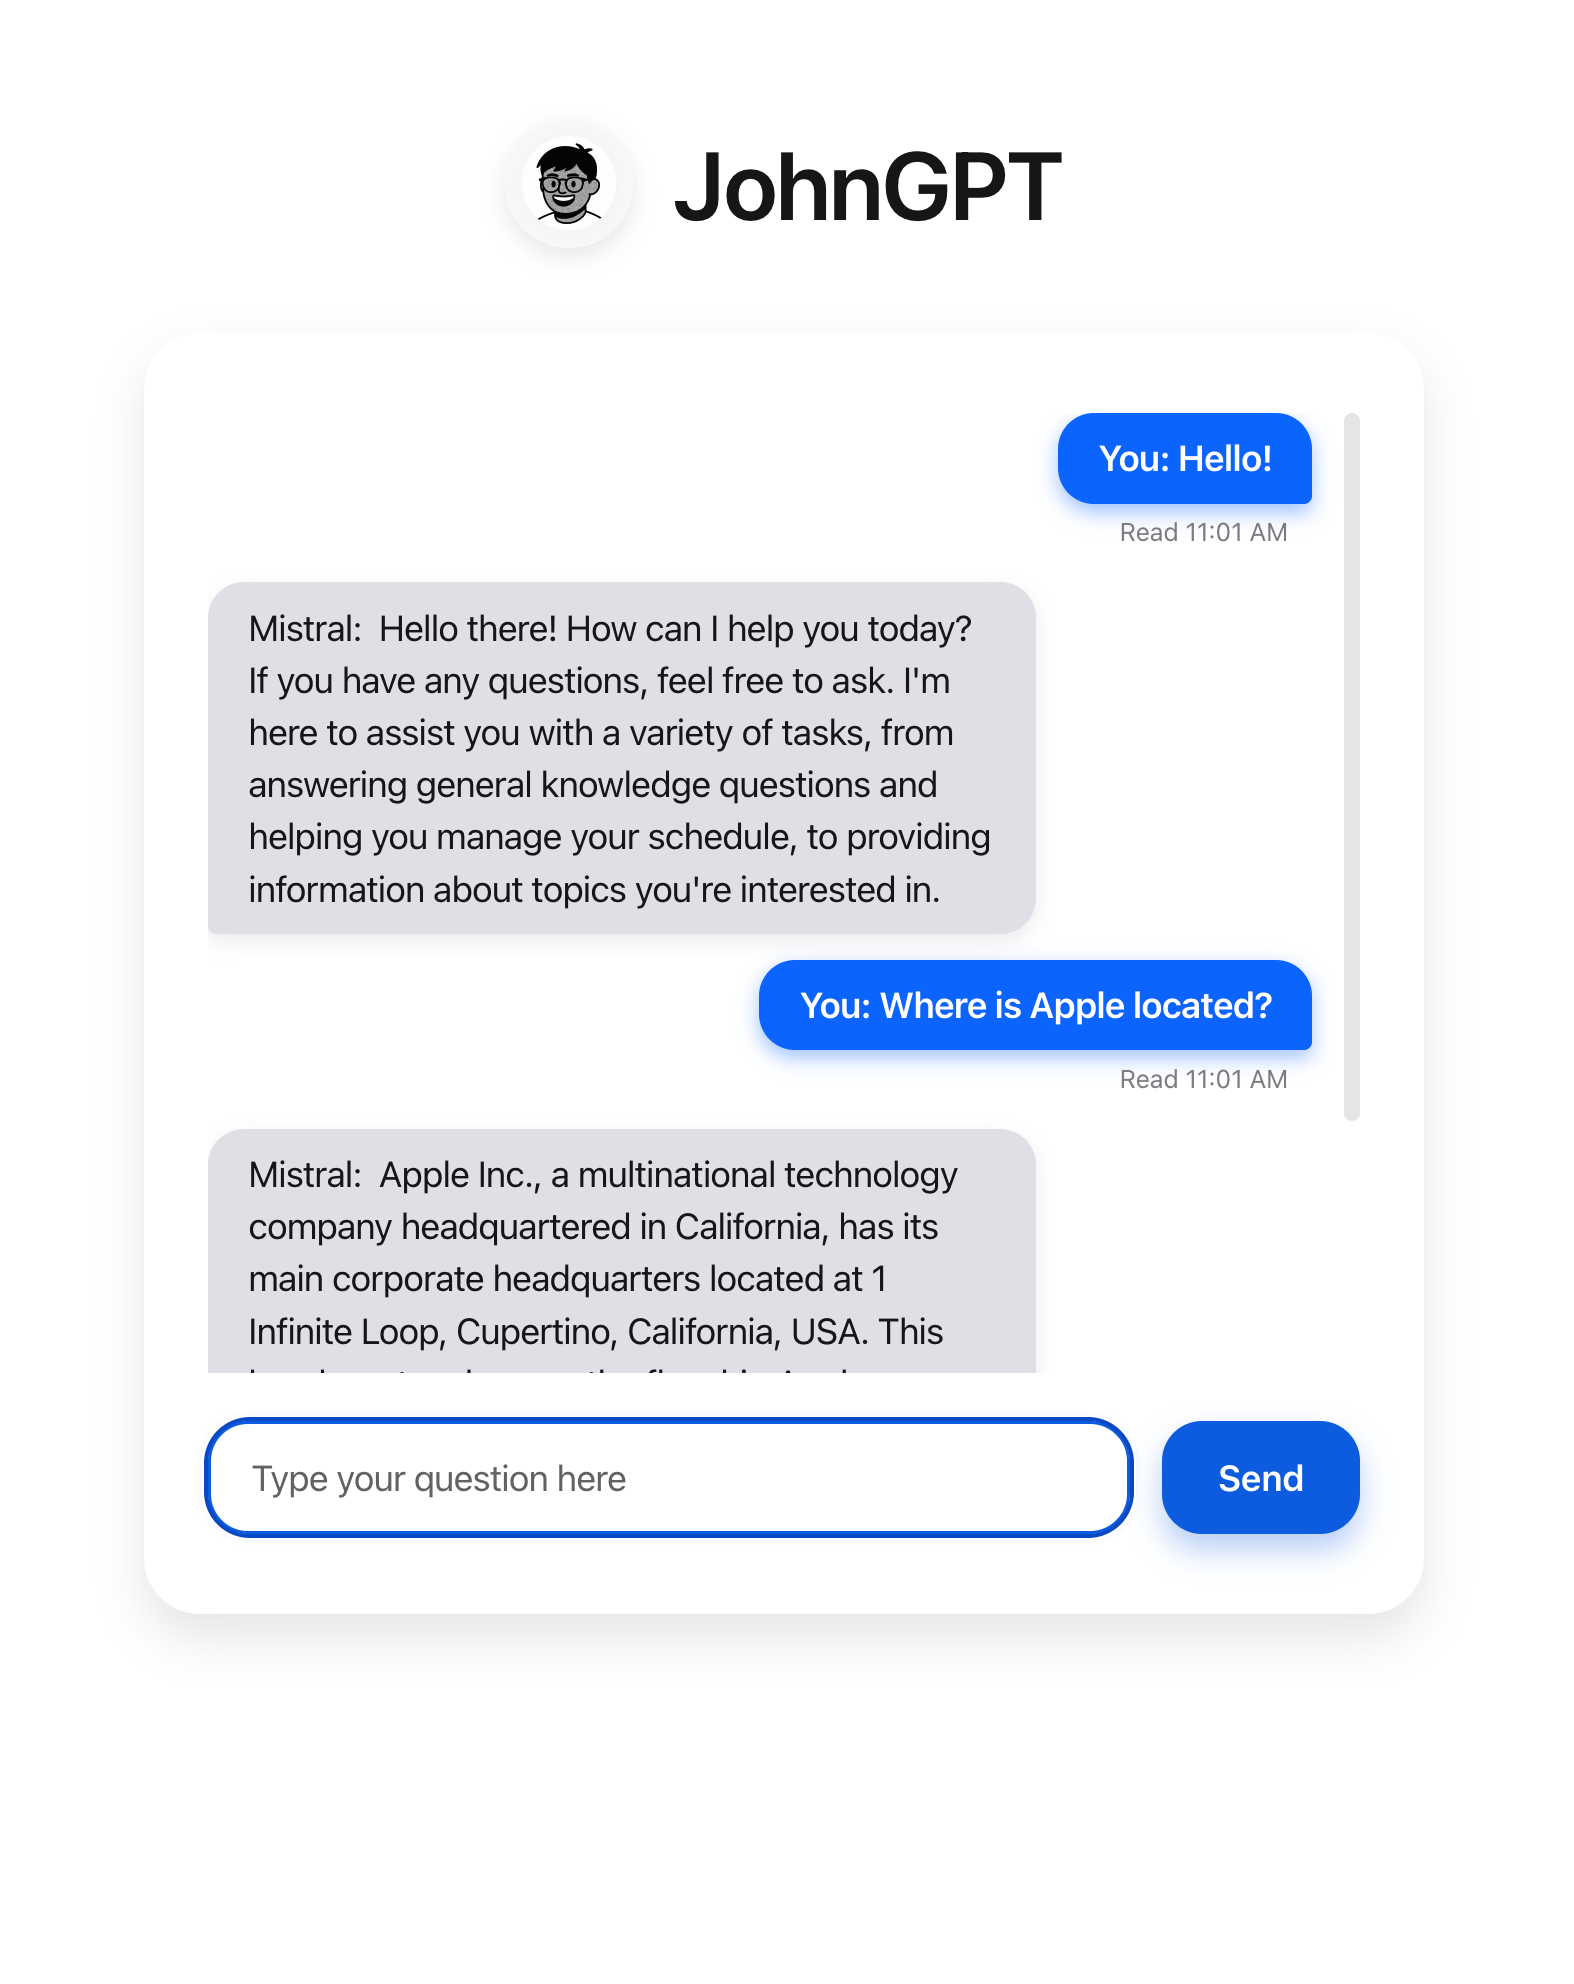 JohnGPT
You: Hello!
Read 11:01 AM
Mistral:  Hello there! How can I help you today?
If you have any questions, feel free to ask. I'm
here to assist you with a variety of tasks, from
answering general knowledge questions and
helping you manage your schedule, to providing
information about topics you're interested in.
You: Where is Apple located?
Read 11:01 AM
Mistral:  Apple Inc., a multinational technology
company headquartered in California, has its
main corporate headquarters located at 1
Infinite Loop, Cupertino, California, USA. This
Type your question here
Send